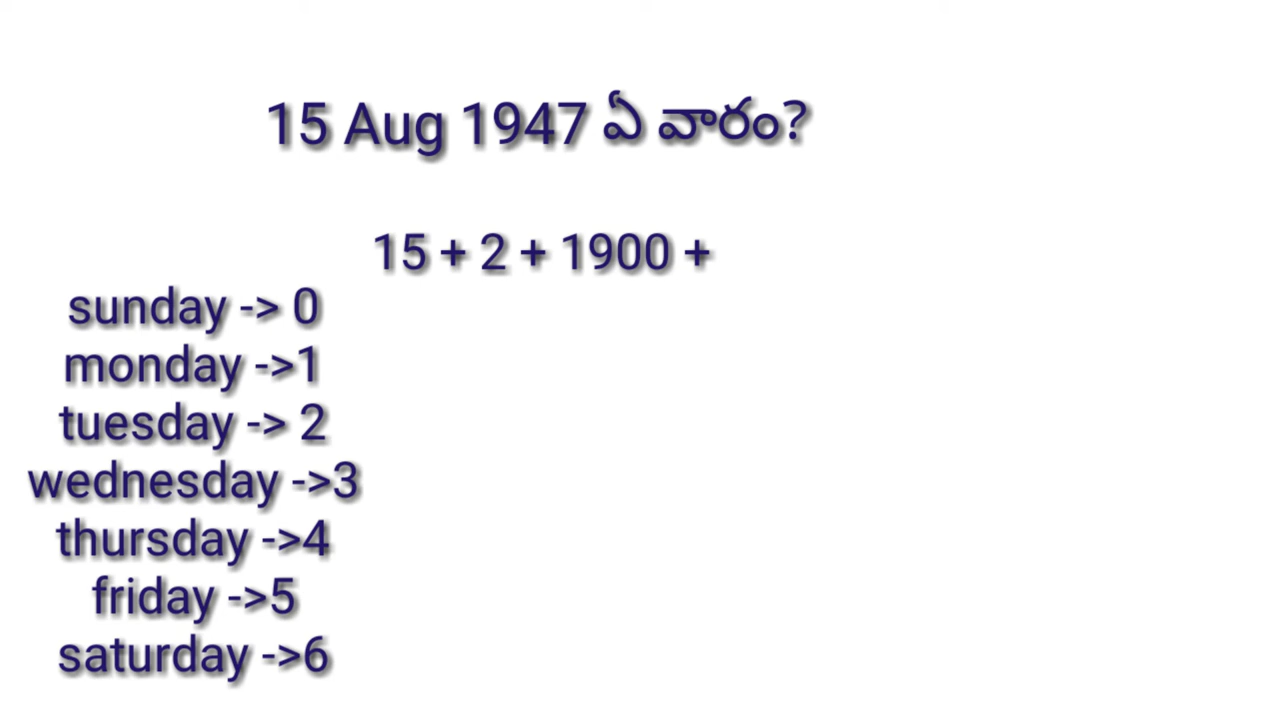 15 Aug 1947 ఏ వారం?
15 + 2 + 1900 +
sunday -> 0
monday ->1
tuesday -> 2
wednesday ->3
thursday ->4
friday ->5
saturday ->6